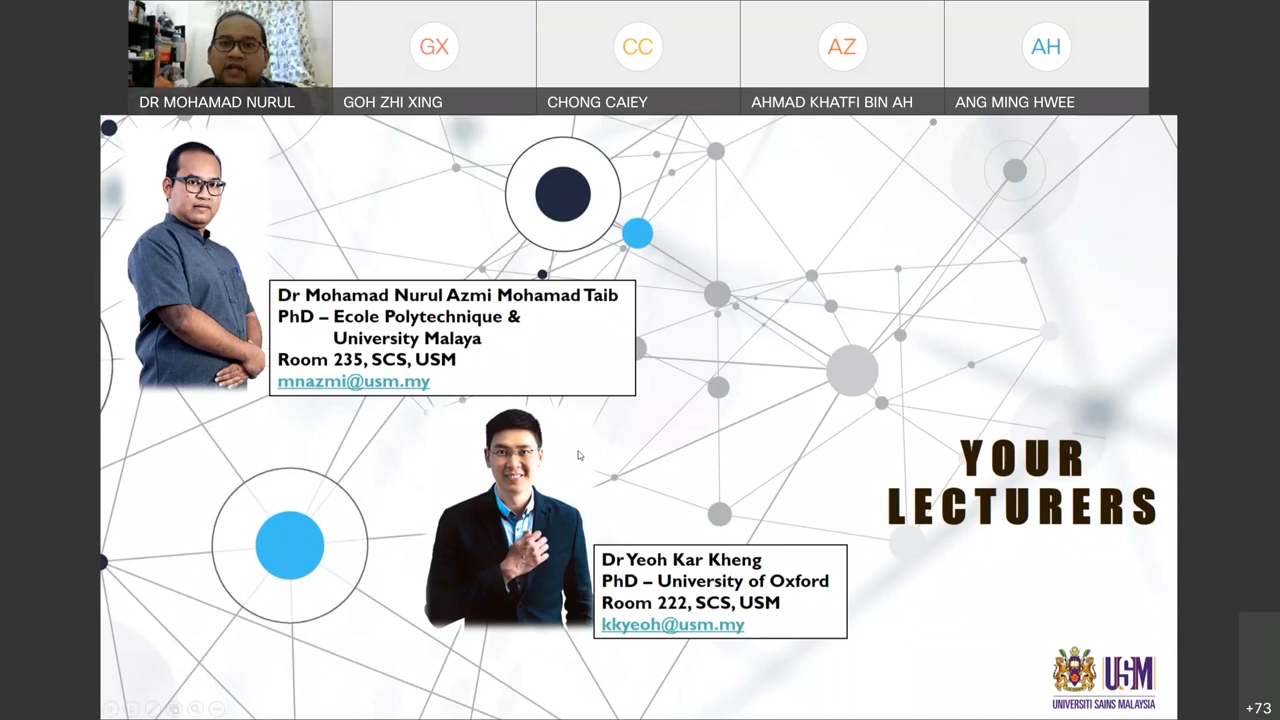 GX
CC
AZ
AH
DR MOHAMAD NURUL
GOH ZHI XING
CHONG CAIEY
AHMAD KHATFI BIN AH
ANG MING HWEE
Dr Mohamad Nurul Azmi Mohamad Taib
PhD – Ecole Polytechnique &
University Malaya
Room 235, SCS, USM
mnazmi@usm.my
YOUR
LECTURERS
Dr Yeoh Kar Kheng
PhD – University of Oxford
Room 222, SCS, USM
kkyeoh@usm.my
USM
UNIVERSITI SAINS MALAYSIA
+73